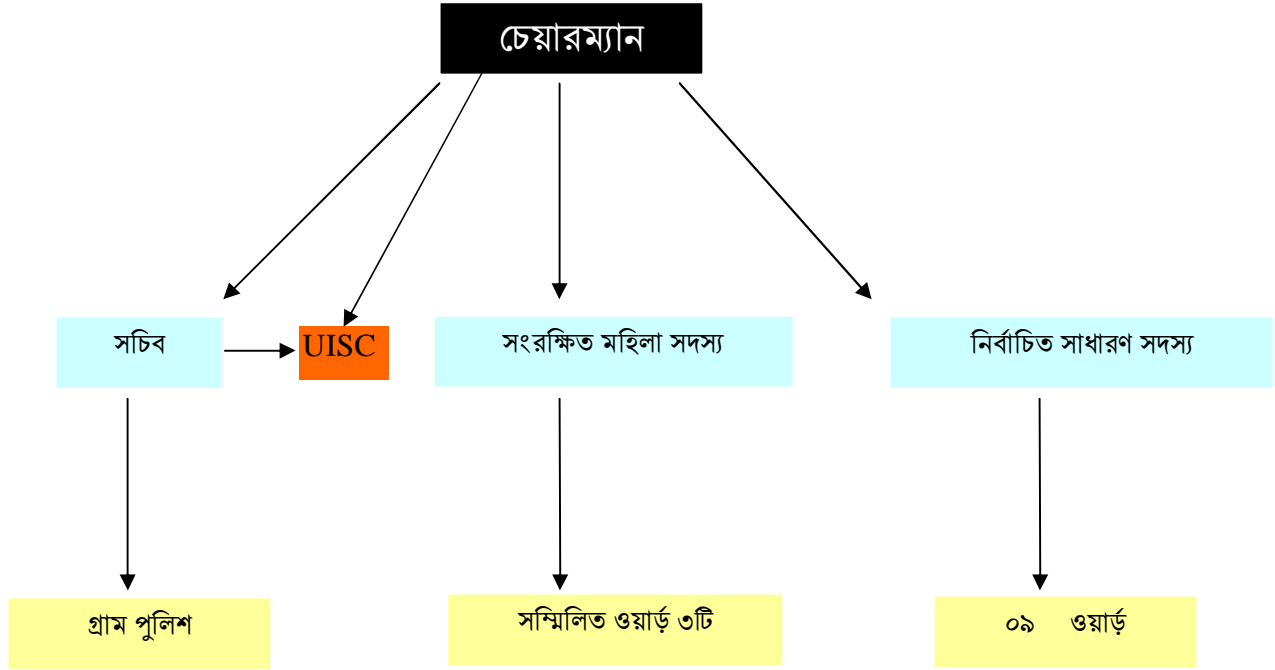 চেয়ারম্যান
সচিব
UISC
সংরক্ষিত মহিলা সদস্য
নির্বাচিত সাধারণ সদস্য
গ্রাম পুলিশ
সম্মিলিত ওয়ার্ড় ৩টি
০৯ ওয়ার্ড়